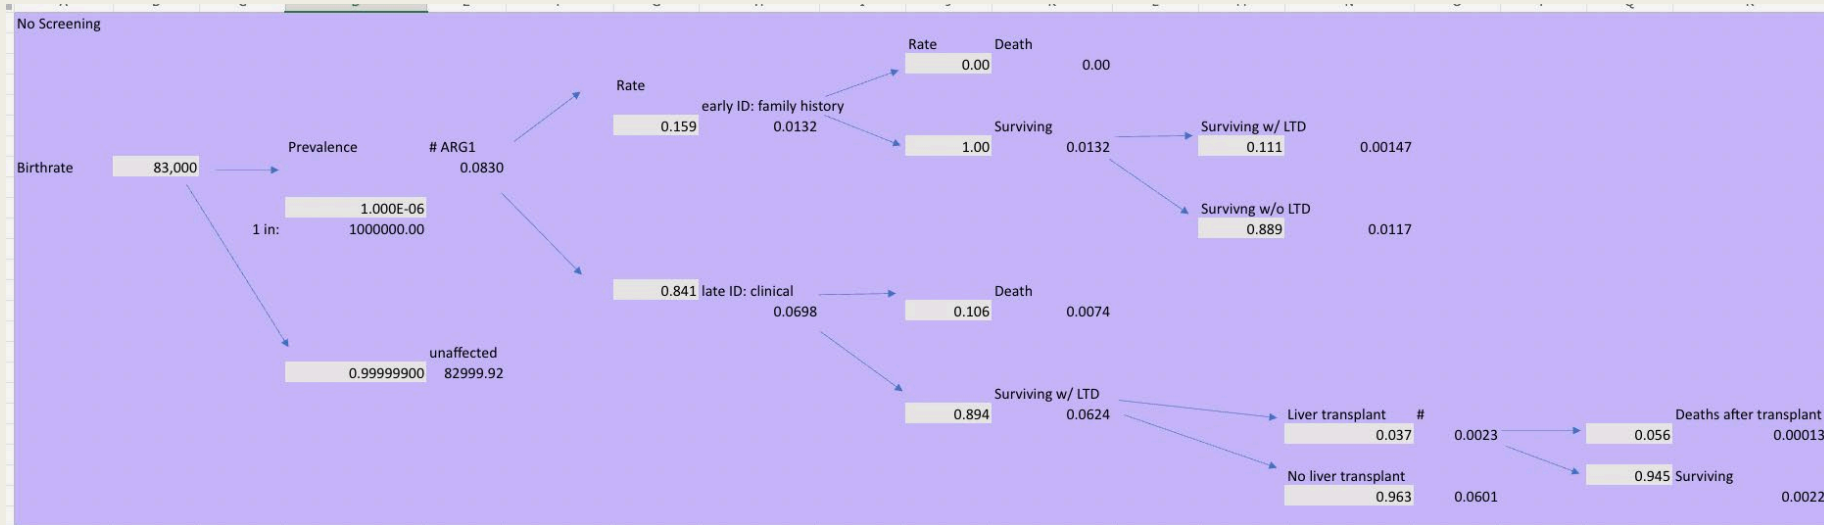 No Screening
Rate Death
0.00 0.00
Rate
early ID: family history
0.159 0.0132
Surviving Surviving w/ LTD
1.00 0.0132 0.111 0.00147
Prevalence # ARG1
Birthrate 83,000 0.0830
1.000E-06
Survivng w/o LTD
1 in: 1000000.00
0.889 0.0117
0.841 late ID: clinical Death
0.0698 0.106 0.0074
unaffected
0.99999900 82999.92
Surviving w/ LTD
0.894 0.0624
Liver transplant # Deaths after transplant
0.037 0.0023 0.056 0.00013
No liver transplant 0.945 Surviving
0.963 0.0601 0.0022